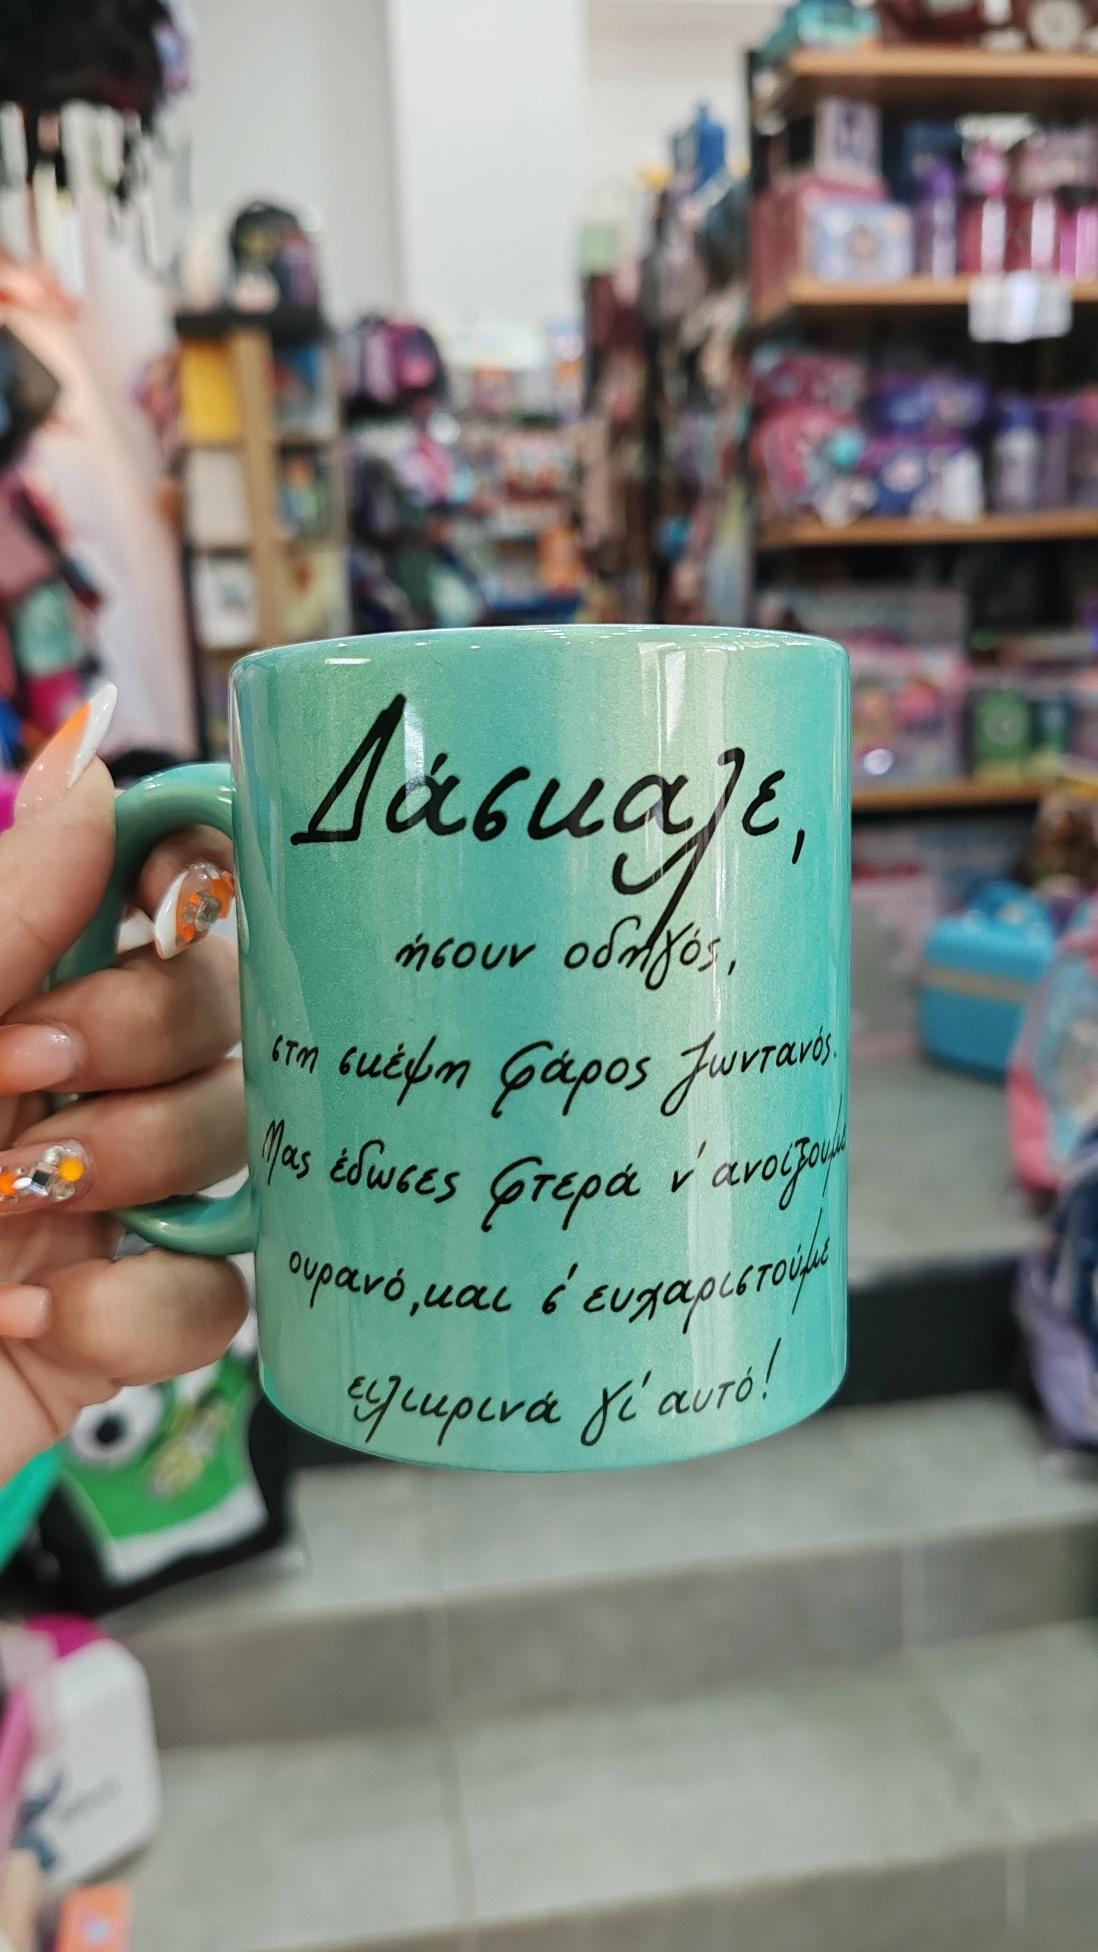 Δάσκαλε,
ήσουν οδηγός,
στη σκέψη φάρος ζωντανός.
Μας έδωσες φτερά ν' ανοίξουμε
ουρανό, και σ' ευχαριστούμε
ειλικρινά γι' αυτό!